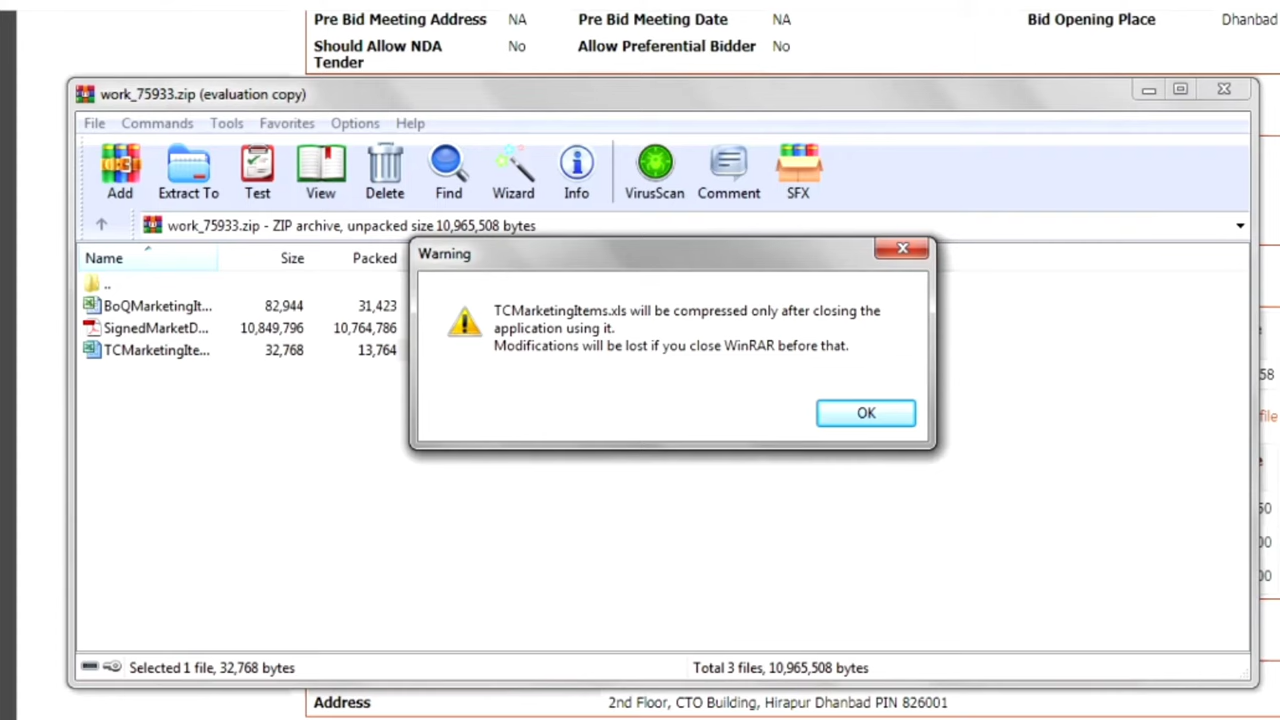 Pre Bid Meeting Address NA Pre Bid Meeting Date NA Bid Opening Place Dhanbad
Should Allow NDA Tender No Allow Preferential Bidder No
work_75933.zip (evaluation copy)
File Commands Tools Favorites Options Help
Add Extract To Test View Delete Find Wizard Info VirusScan Comment SFX
work_75933.zip - ZIP archive, unpacked size 10,965,508 bytes
Name Size Packed
..
BoQMarketingIt... 82,944 31,423
SignedMarketD... 10,849,796 10,764,786
TCMarketingIte... 32,768 13,764
Warning
TCMarketingItems.xls will be compressed only after closing the
application using it.
Modifications will be lost if you close WinRAR before that.
OK
58
file
50
00
00
Selected 1 file, 32,768 bytes Total 3 files, 10,965,508 bytes
Address 2nd Floor, CTO Building, Hirapur Dhanbad PIN 826001